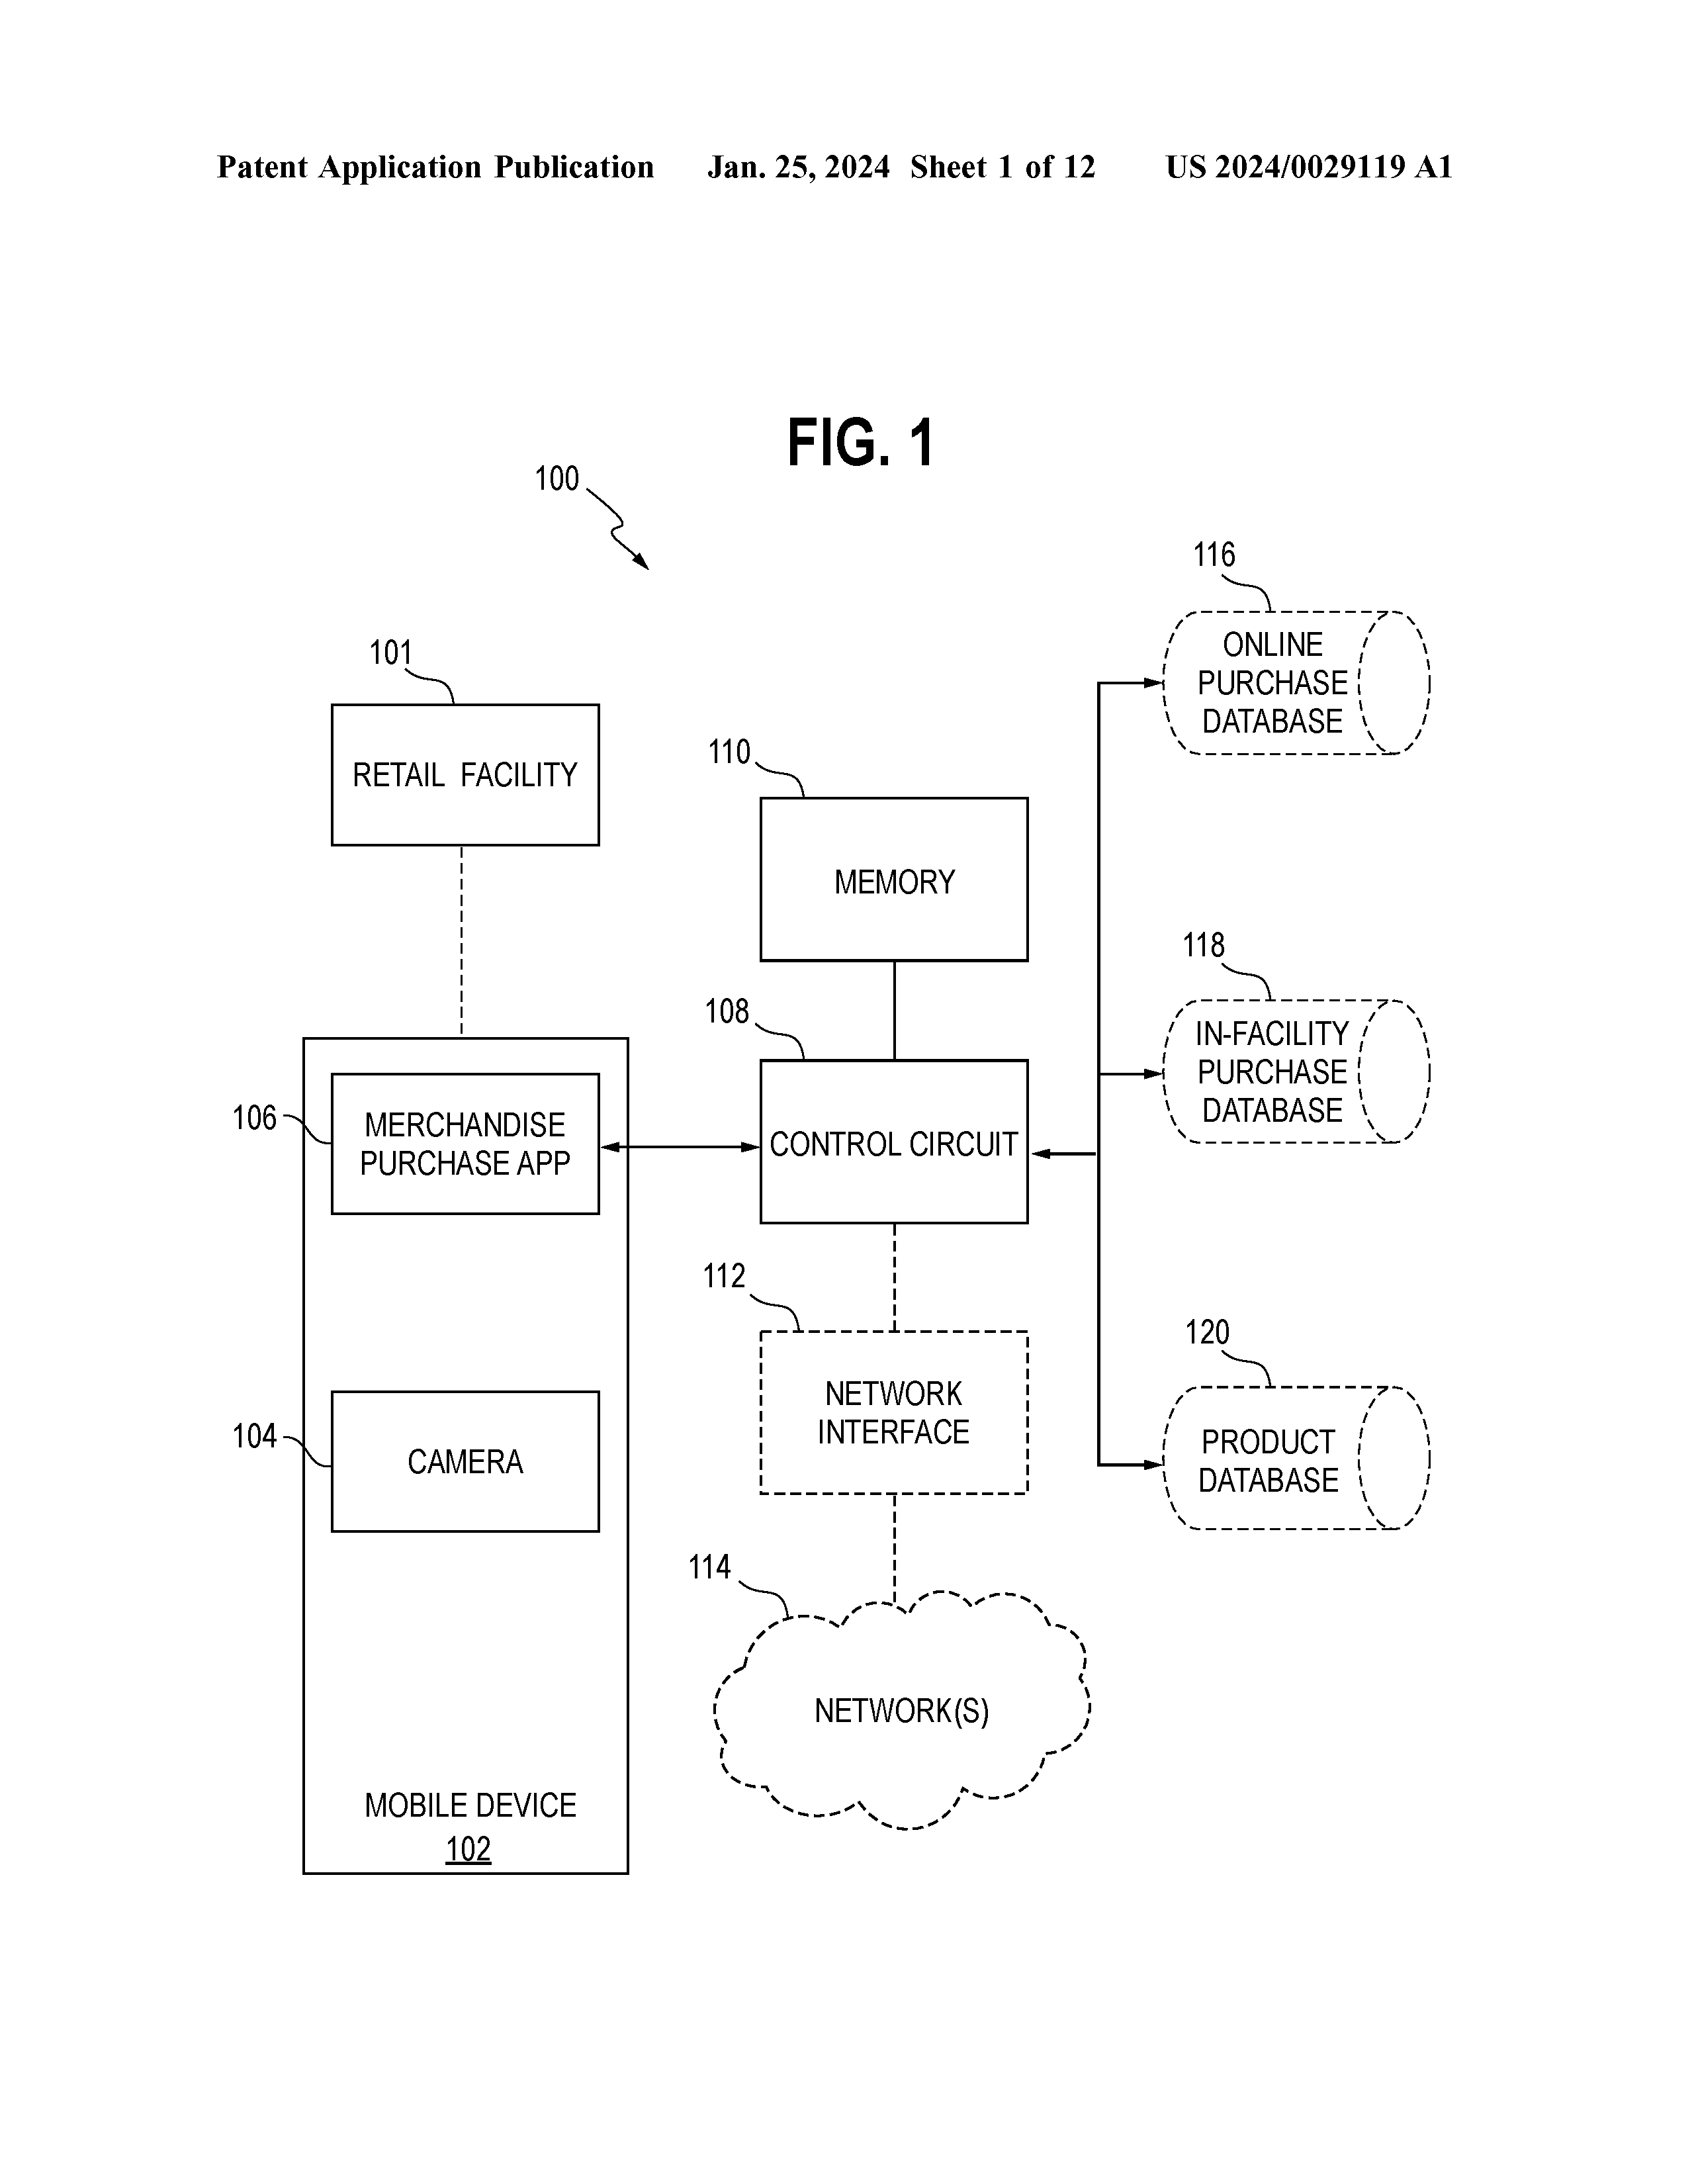 Patent Application Publication Jan. 25, 2024 Sheet 1 of 12 US 2024/0029119 A1
FIG. 1
100
101
RETAIL FACILITY
106
MERCHANDISE
PURCHASE APP
104
CAMERA
MOBILE DEVICE
102
110
MEMORY
108
CONTROL CIRCUIT
112
NETWORK
INTERFACE
114
NETWORK(S)
116
ONLINE
PURCHASE
DATABASE
118
IN-FACILITY
PURCHASE
DATABASE
120
PRODUCT
DATABASE